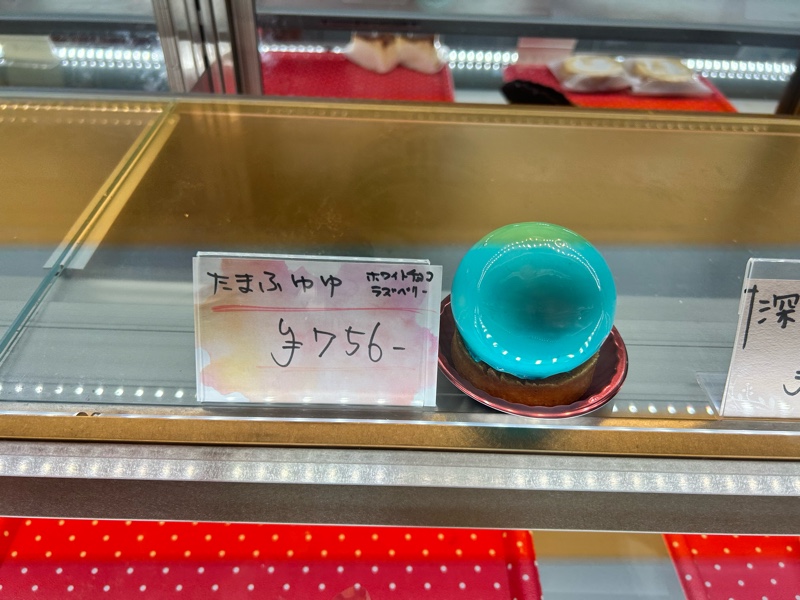 たまふゆゆ
ホワイトチョコ
ラズベリー
¥756-
深